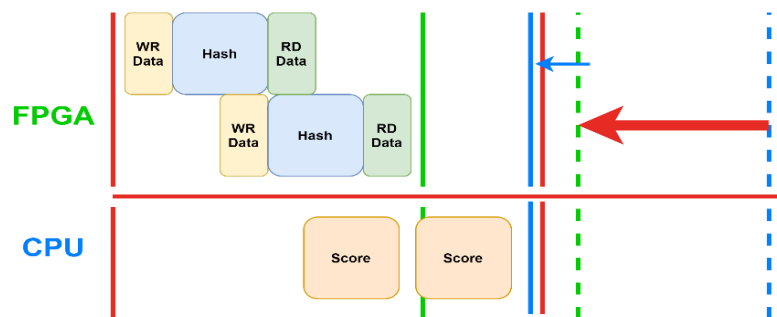 WR
Data
Hash
RD
Data
FPGA
WR
Data
Hash
RD
Data
CPU
Score
Score